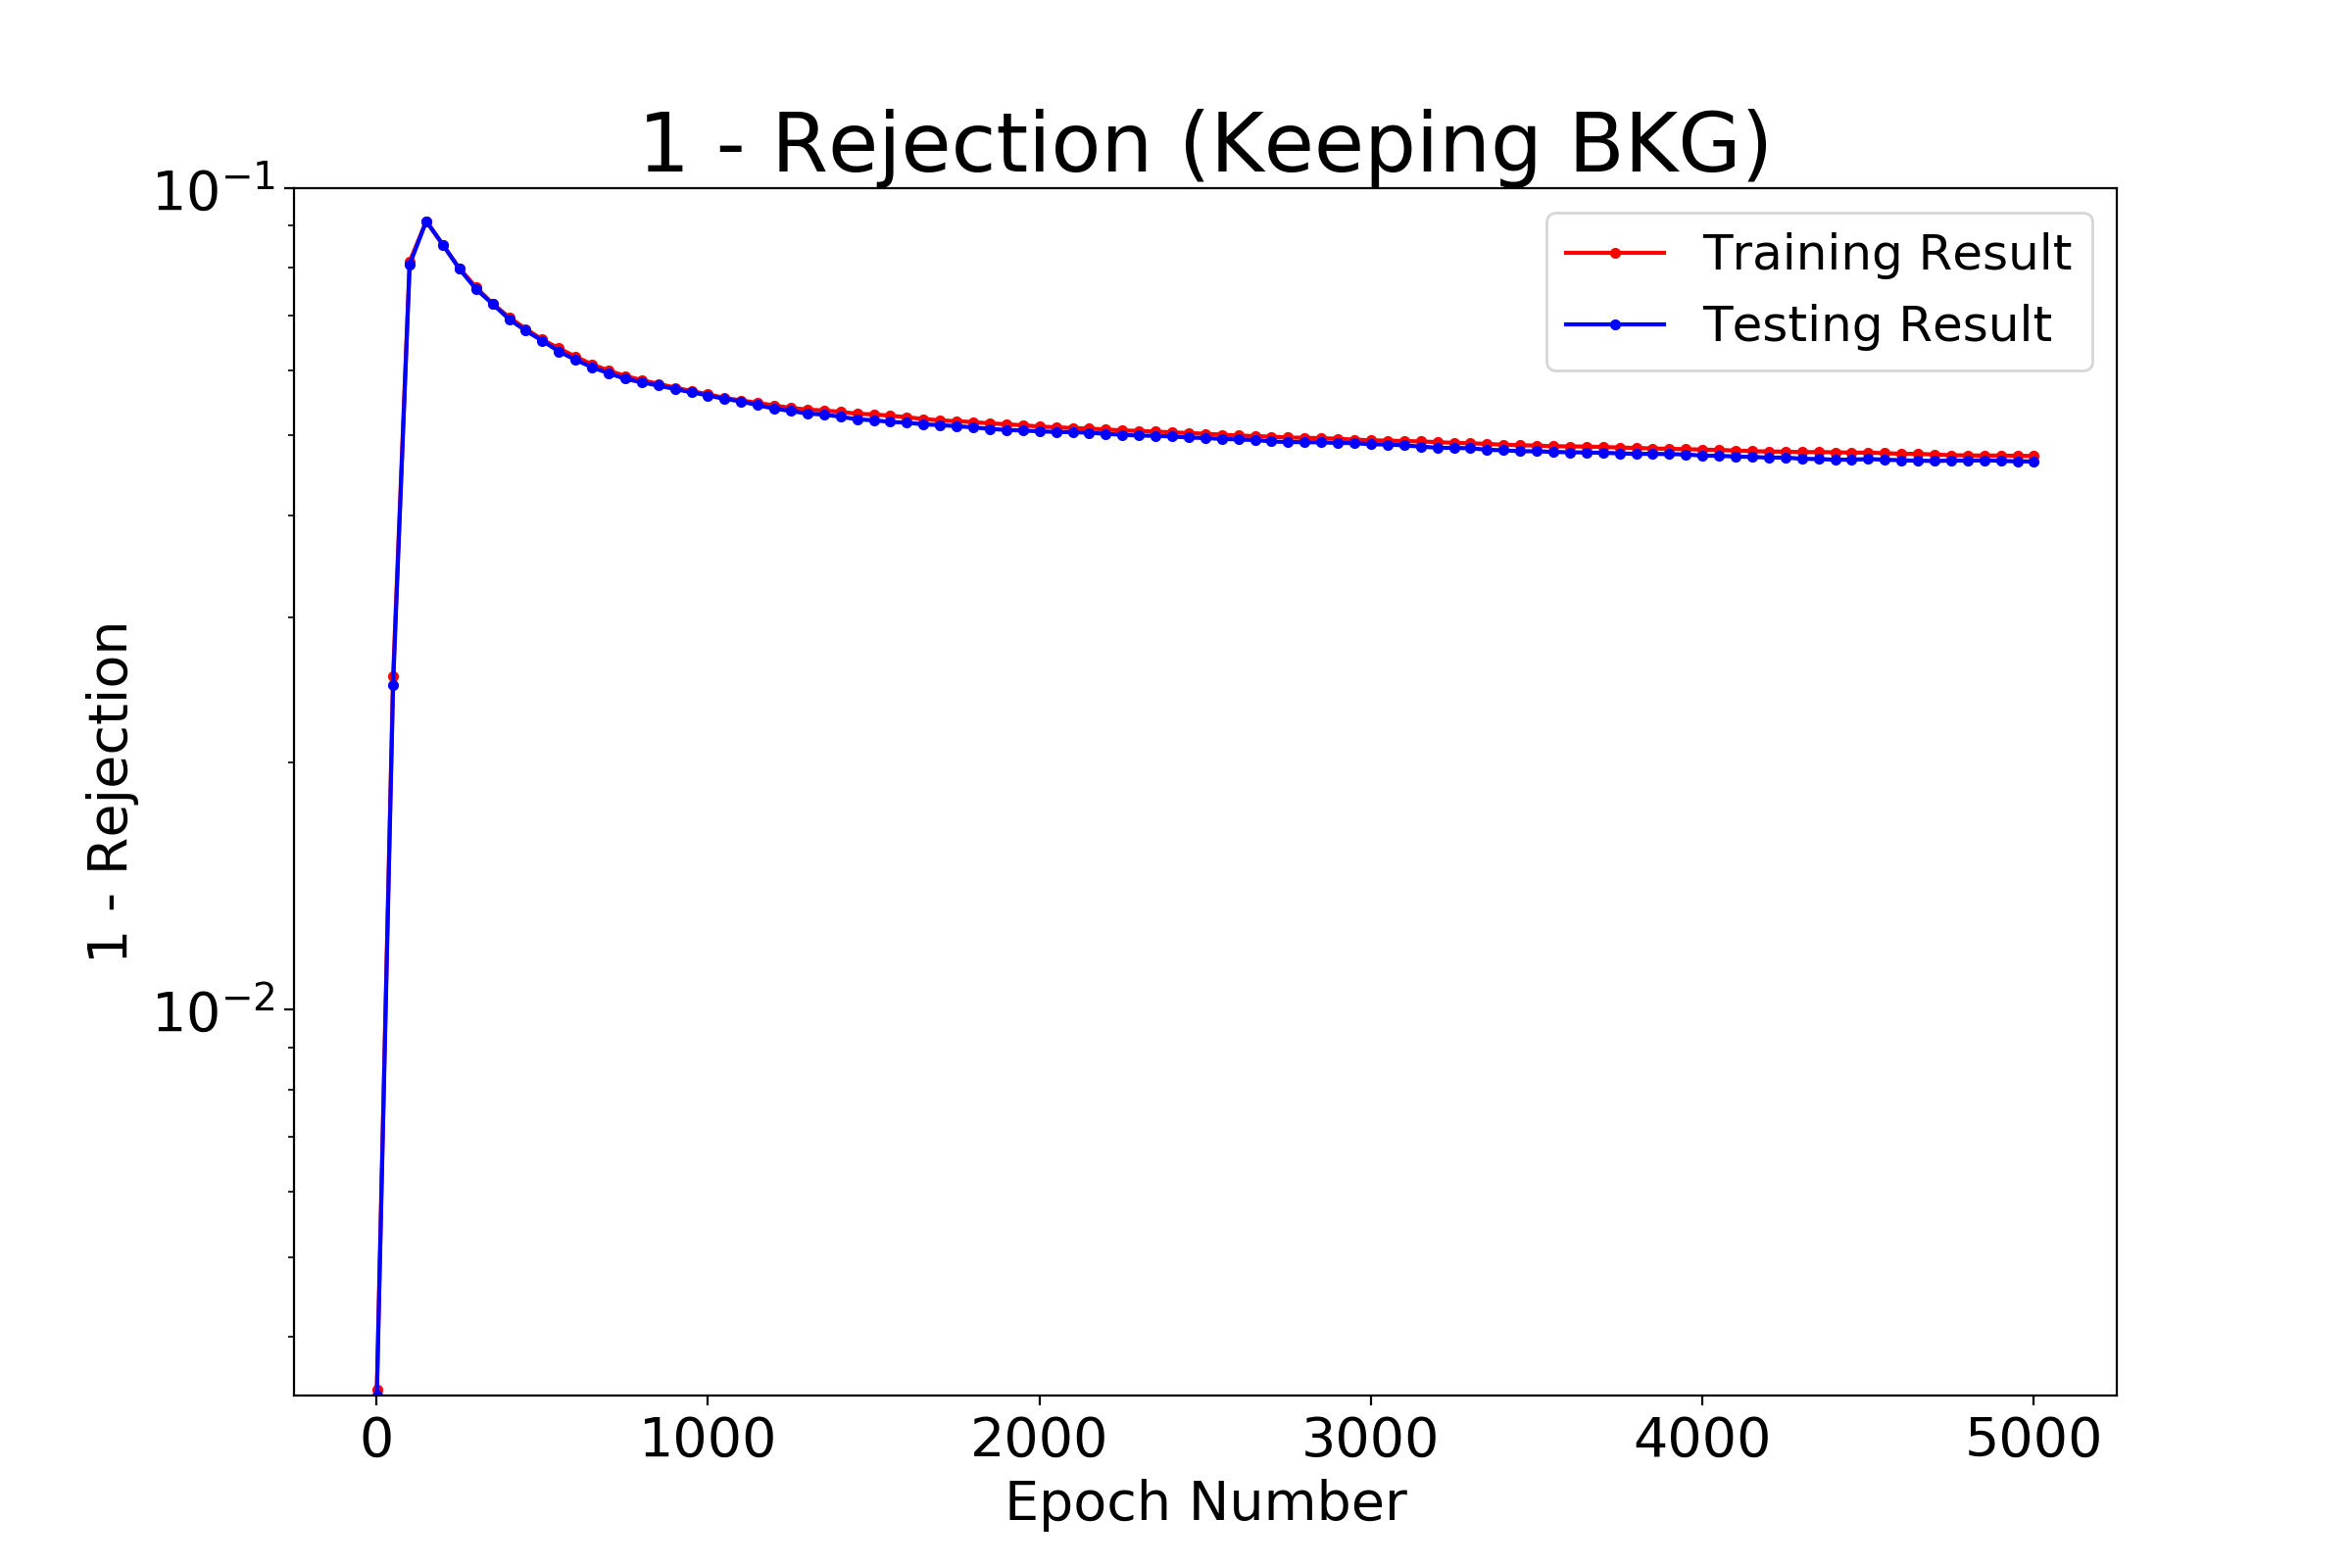 1 - Rejection (Keeping BKG)
10⁻¹
Training Result
Testing Result
1 - Rejection
10⁻²
0 1000 2000 3000 4000 5000
Epoch Number